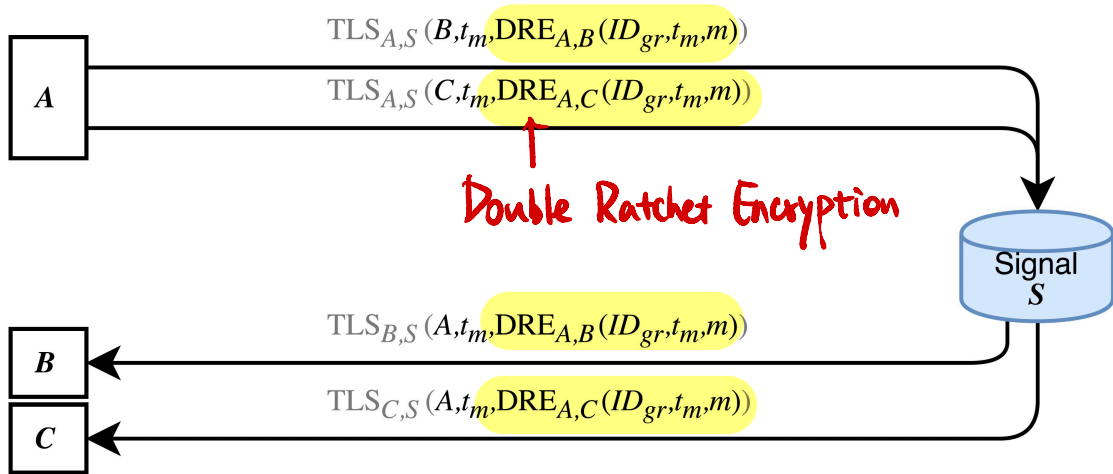 TLS_{A,S}(B,t_m,DRE_{A,B}(ID_{gr},t_m,m))
A
TLS_{A,S}(C,t_m,DRE_{A,C}(ID_{gr},t_m,m))
Double Ratchet Encryption
Signal
S
TLS_{B,S}(A,t_m,DRE_{A,B}(ID_{gr},t_m,m))
B
TLS_{C,S}(A,t_m,DRE_{A,C}(ID_{gr},t_m,m))
C